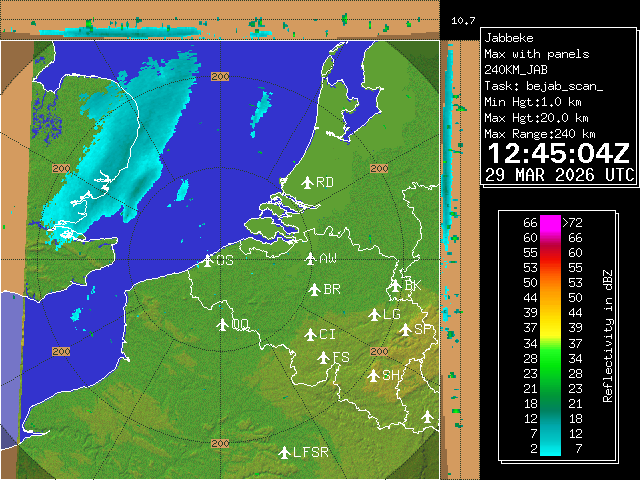 10.7
Jabbeke
Max with panels
240KM_JAB
Task: bejab_scan_
Min Hgt:1.0 km
Max Hgt:20.0 km
Max Range:240 km
12:45:04Z
29 MAR 2026 UTC
200
200
200
RD
OS
AW
BR
BK
LG
OO
CI
SP
FS
200
200
SH
200
LFSR
66 >72
60 66
55 60
53 55
50 53
44 50
39 44
37 39
34 37
28 34
23 28
21 23
18 21
12 18
7 12
2 7
Reflectivity in dBZ